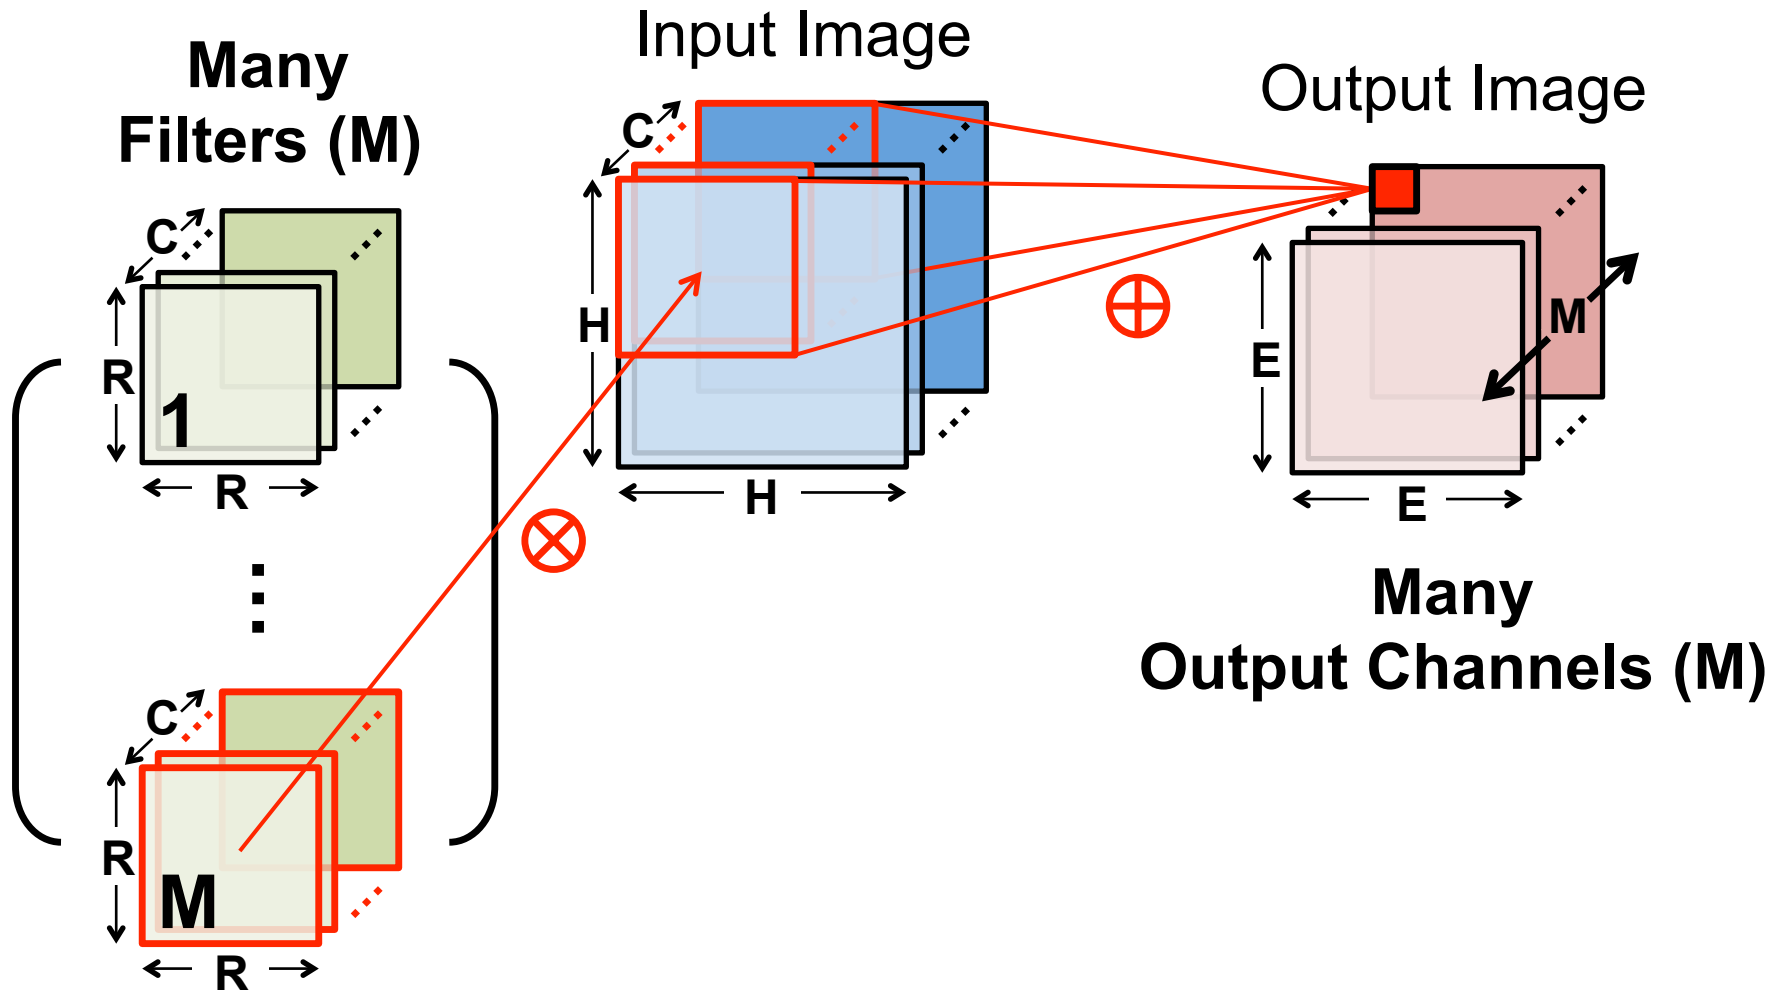 Many
Filters (M)
C
R
1
R
C
R
M
R
Input Image
C
H
H
Output Image
E
M
E
Many
Output Channels (M)